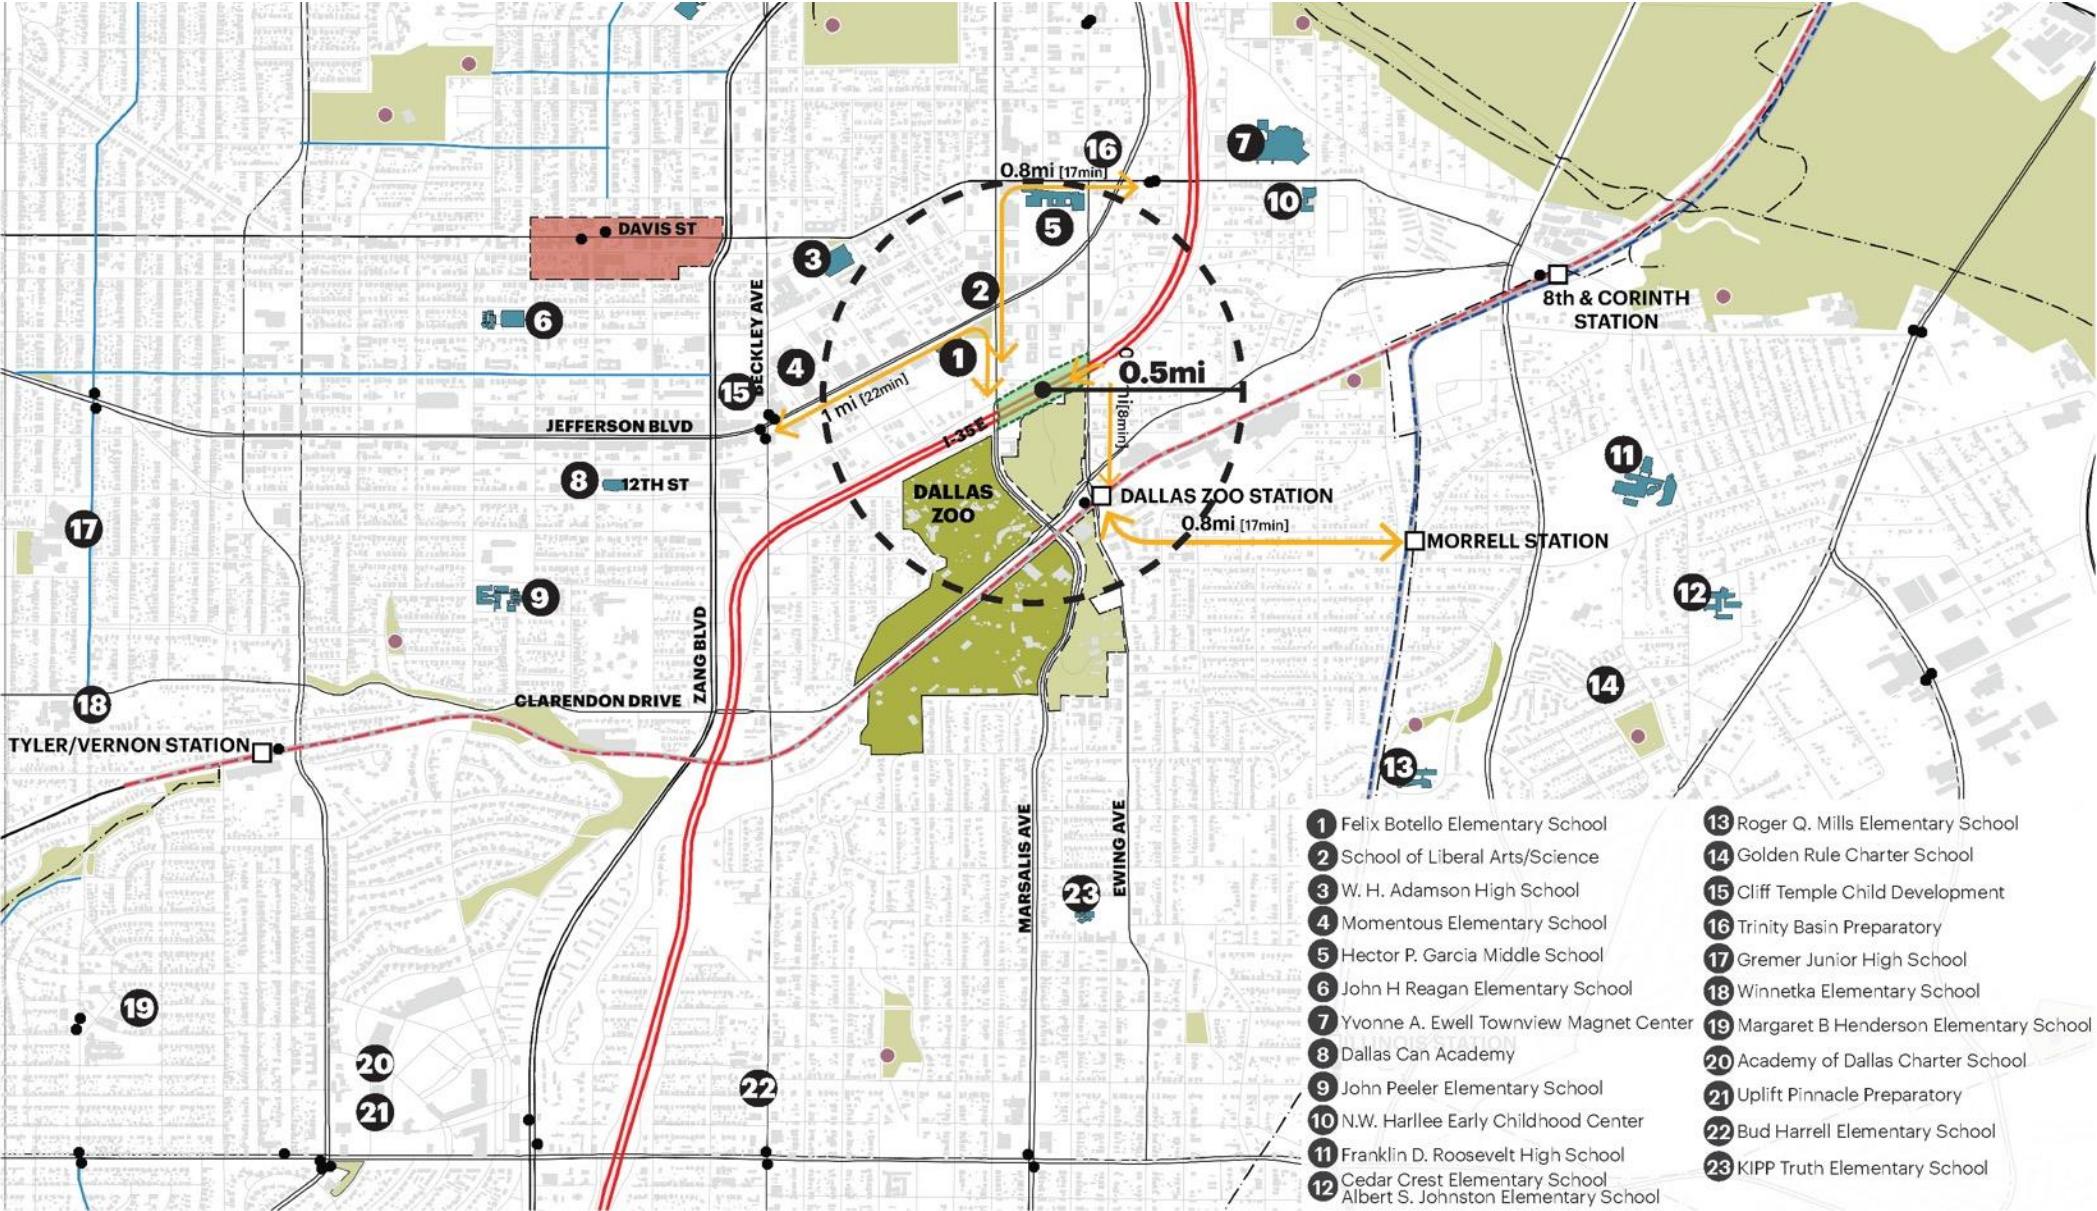 16
0.8mi [17min]
7
10
5
DAVIS ST
3
2
6
BECKLEY AVE
4
1
15
1 mi [22min]
0.5mi
mi[8min]
8th & CORINTH
STATION
JEFFERSON BLVD
I-35E
8
12TH ST
DALLAS
ZOO
DALLAS ZOO STATION
0.8mi [17min]
MORRELL STATION
11
17
9
12
ZANG BLVD
18
CLARENDON DRIVE
14
TYLER/VERNON STATION
13
MARSALIS AVE
EWING AVE
23
19
20
21
22
1 Felix Botello Elementary School
2 School of Liberal Arts/Science
3 W. H. Adamson High School
4 Momentous Elementary School
5 Hector P. Garcia Middle School
6 John H Reagan Elementary School
7 Yvonne A. Ewell Townview Magnet Center
8 Dallas Can Academy
9 John Peeler Elementary School
10 N.W. Harllee Early Childhood Center
11 Franklin D. Roosevelt High School
12 Cedar Crest Elementary School
Albert S. Johnston Elementary School
13 Roger Q. Mills Elementary School
14 Golden Rule Charter School
15 Cliff Temple Child Development
16 Trinity Basin Preparatory
17 Gremer Junior High School
18 Winnetka Elementary School
19 Margaret B Henderson Elementary School
20 Academy of Dallas Charter School
21 Uplift Pinnacle Preparatory
22 Bud Harrell Elementary School
23 KIPP Truth Elementary School